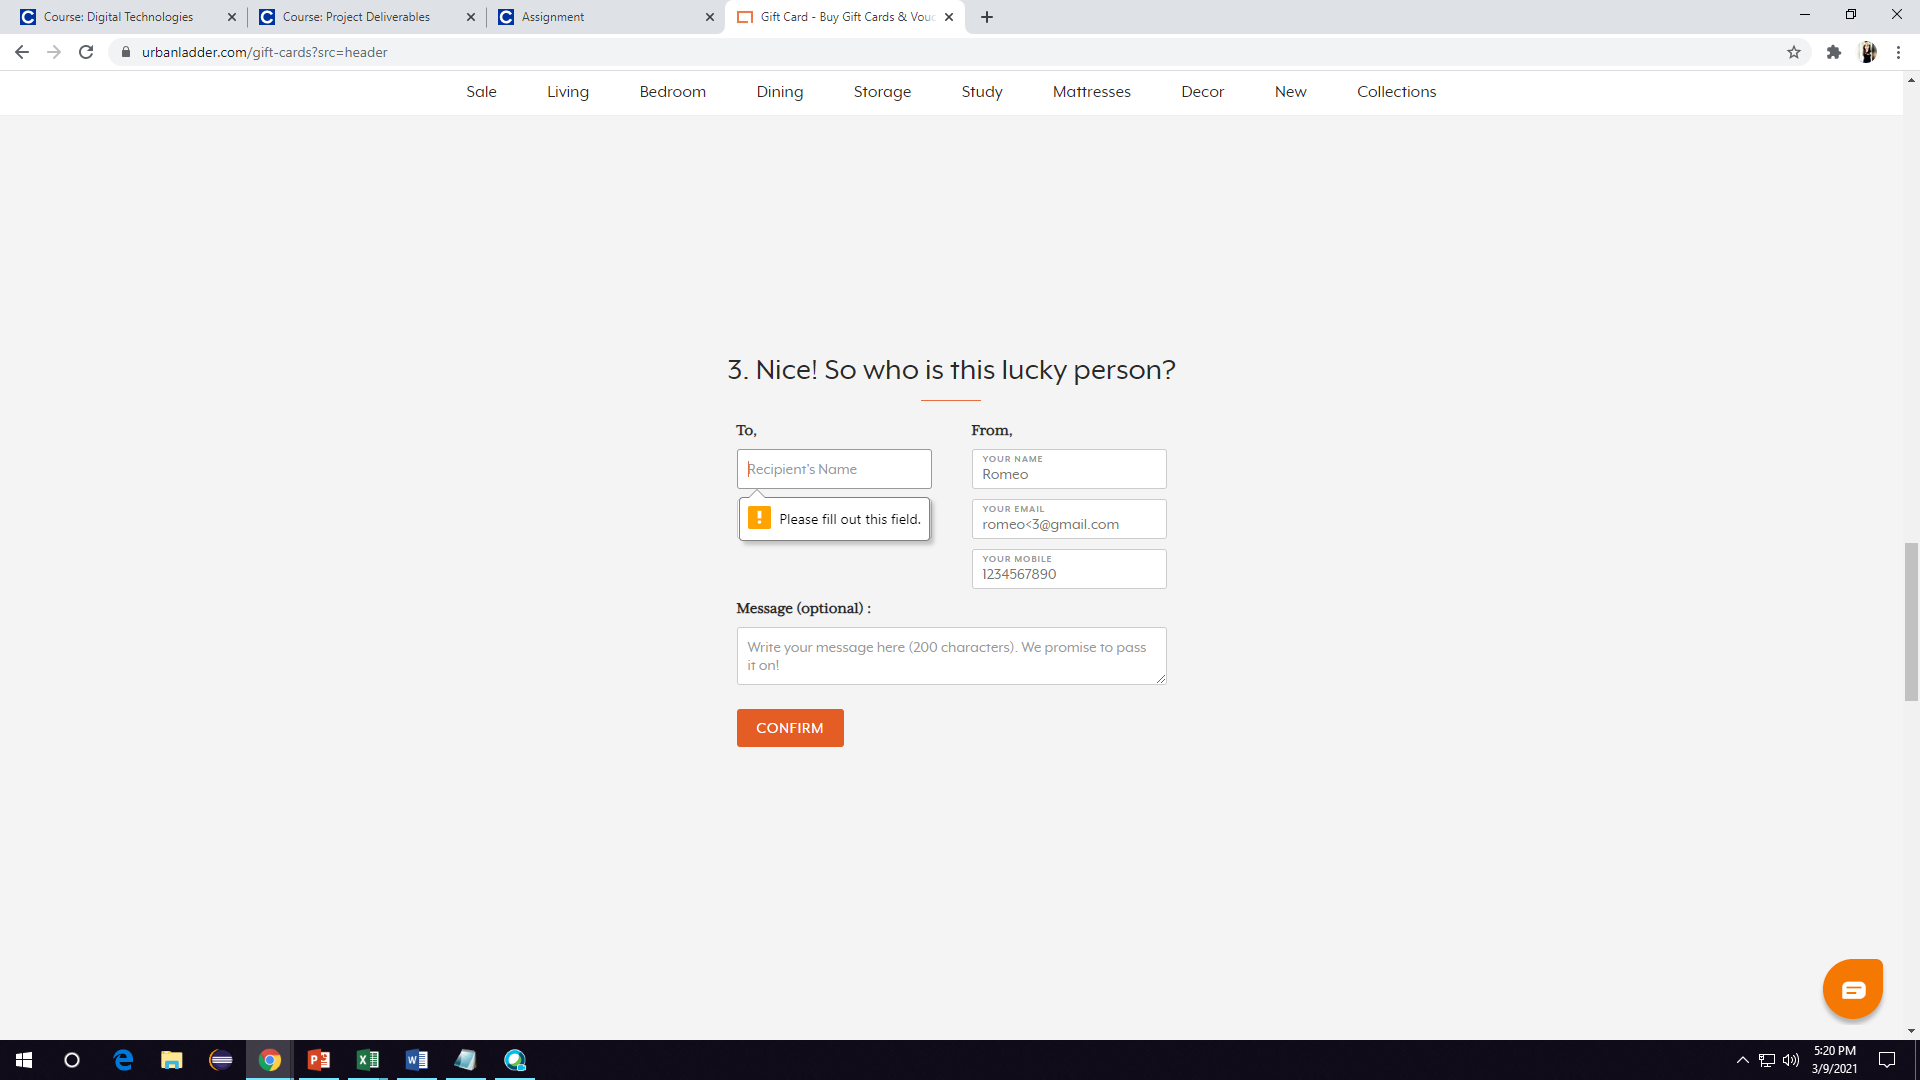 Course: Digital Technologies
Course: Project Deliverables
Assignment
Gift Card - Buy Gift Cards & Vouc
urbanladder.com/gift-cards?src=header
Sale Living Bedroom Dining Storage Study Mattresses Decor New Collections
3. Nice! So who is this lucky person?
To,
Recipient's Name
Please fill out this field.
From,
YOUR NAME
Romeo
YOUR EMAIL
romeo<3@gmail.com
YOUR MOBILE
1234567890
Message (optional) :
Write your message here (200 characters). We promise to pass
it on!
CONFIRM
5:20 PM
3/9/2021